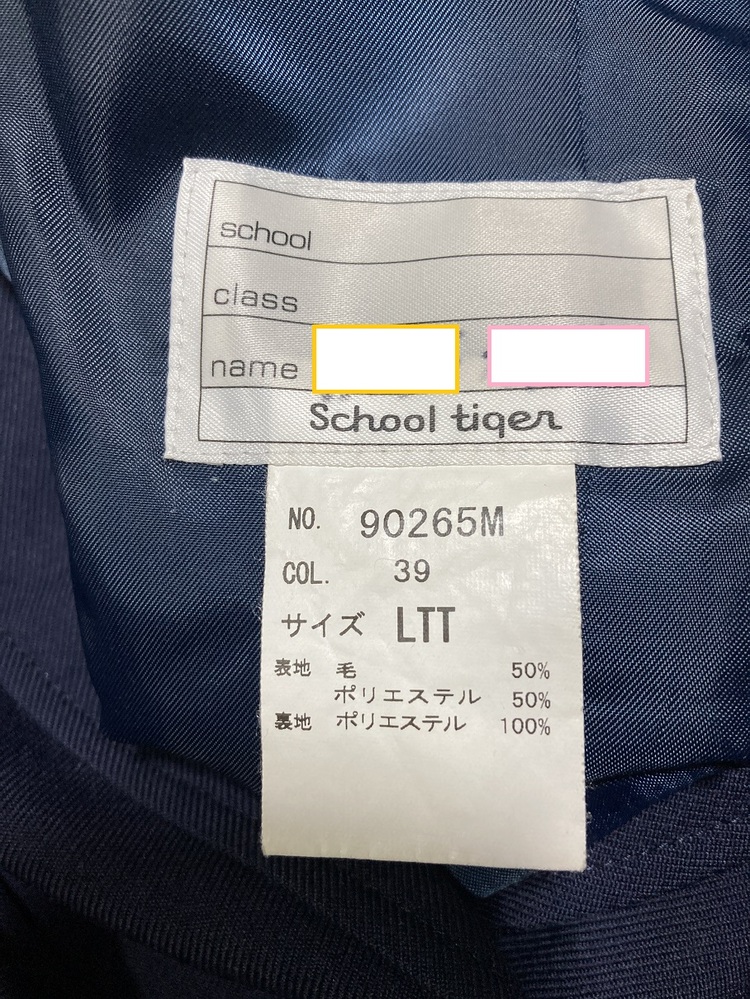 school
class
name
School tiger
NO. 90265M
COL. 39
サイズ LTT
表地 毛 50%
ポリエステル 50%
裏地 ポリエステル 100%